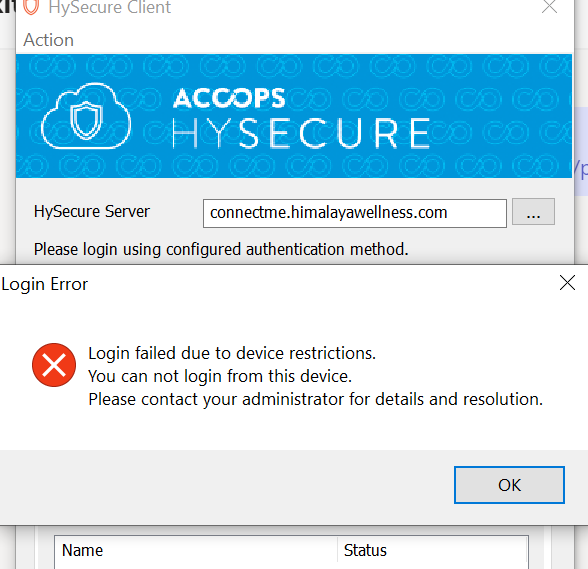 HySecure Client
Action
ACCOPS
HYSECURE
HySecure Server
connectme.himalayawellness.com
...
Please login using configured authentication method.
Login Error
Login failed due to device restrictions.
You can not login from this device.
Please contact your administrator for details and resolution.
OK
Name
Status